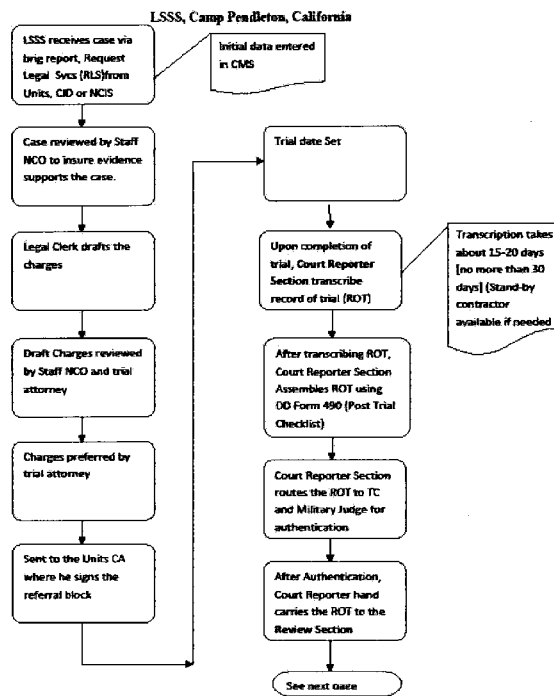 LSSS, Camp Pendleton, California
LSSS receives case via
brig report, Request
Legal Svcs (RLS)from
Units, CID or NCIS
Initial data entered
in CMS
Case reviewed by Staff
NCO to insure evidence
supports the case.
Legal Clerk drafts the
charges
Draft Charges reviewed
by Staff NCO and trial
attorney
Charges preferred by
trial attorney
Sent to the Units CA
where he signs the
referral block
Trial date Set
Upon completion of
trial, Court Reporter
Section transcribe
record of trial (ROT)
Transcription takes
about 15-20 days
[no more than 30
days] (Stand-by
contractor
available if needed
After transcribing ROT,
Court Reporter Section
Assembles ROT using
DD Form 490 (Post Trial
Checklist)
Court Reporter Section
routes the ROT to TC
and Military Judge for
authentication
After Authentication,
Court Reporter hand
carries the ROT to the
Review Section
See next page